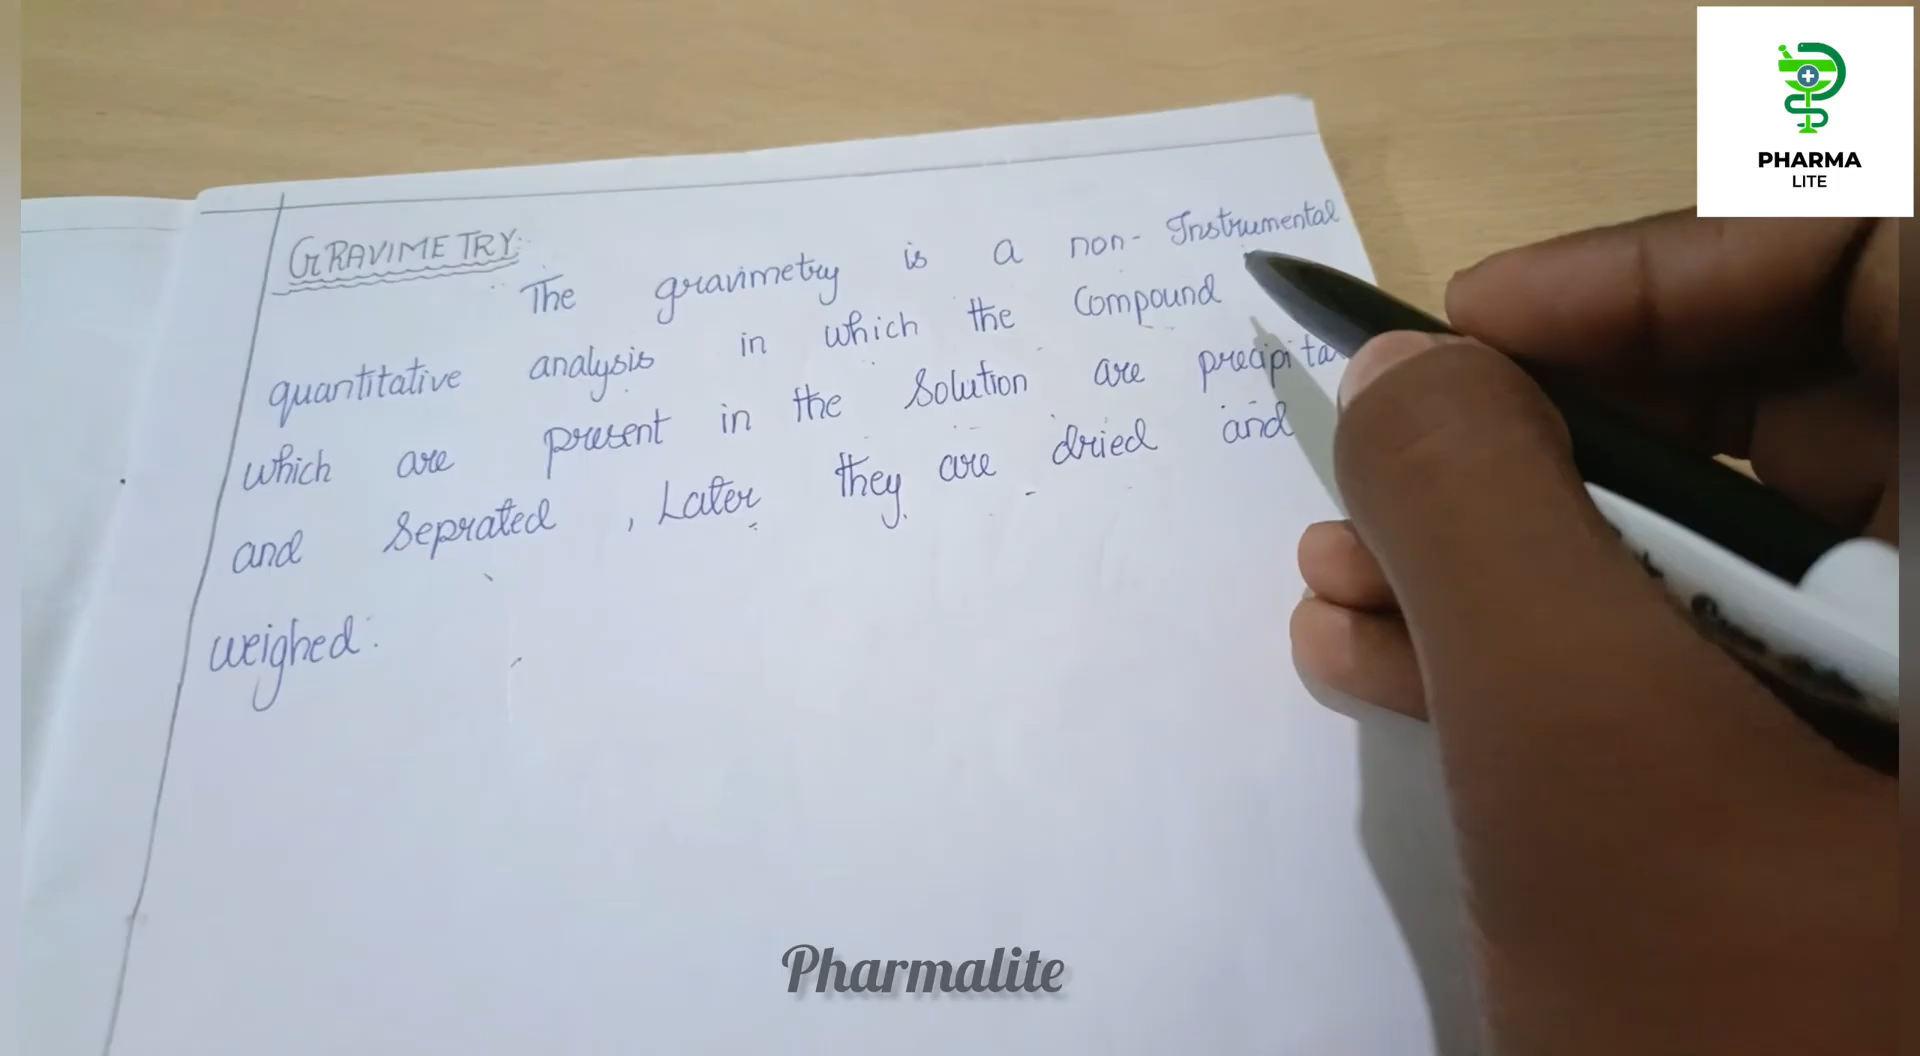 PHARMA
LITE
GRAVIMETRY:
The gravimetry is a non-Instrumental
quantitative analysis in which the Compound
which are present in the Solution are
and Seprated, Later they are dried and
weighed.
Pharmalite